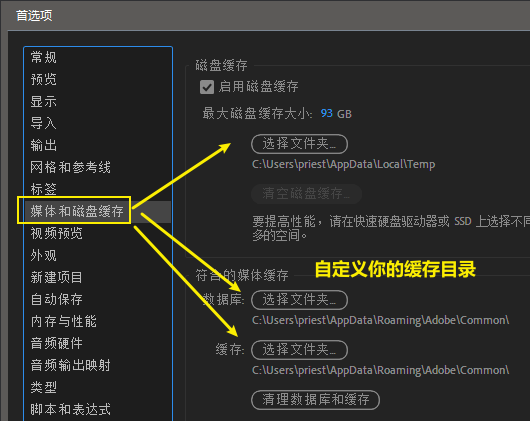 首选项
常规
预览
显示
导入
输出
网格和参考线
标签
媒体和磁盘缓存
视频预览
外观
新建项目
自动保存
内存与性能
音频硬件
音频输出映射
类型
脚本和表达式
磁盘缓存
启用磁盘缓存
最大磁盘缓存大小: 93 GB
选择文件夹...
C:\Users\priest\AppData\Local\Temp
清空磁盘缓存...
要提高性能，请在快速硬盘驱动器或 SSD 上选择不同
多的空间。
自定义你的缓存目录
符合的媒体缓存
数据库: 选择文件夹...
C:\Users\priest\AppData\Roaming\Adobe\Common\
缓存: 选择文件夹...
C:\Users\priest\AppData\Roaming\Adobe\Common\
清理数据库和缓存